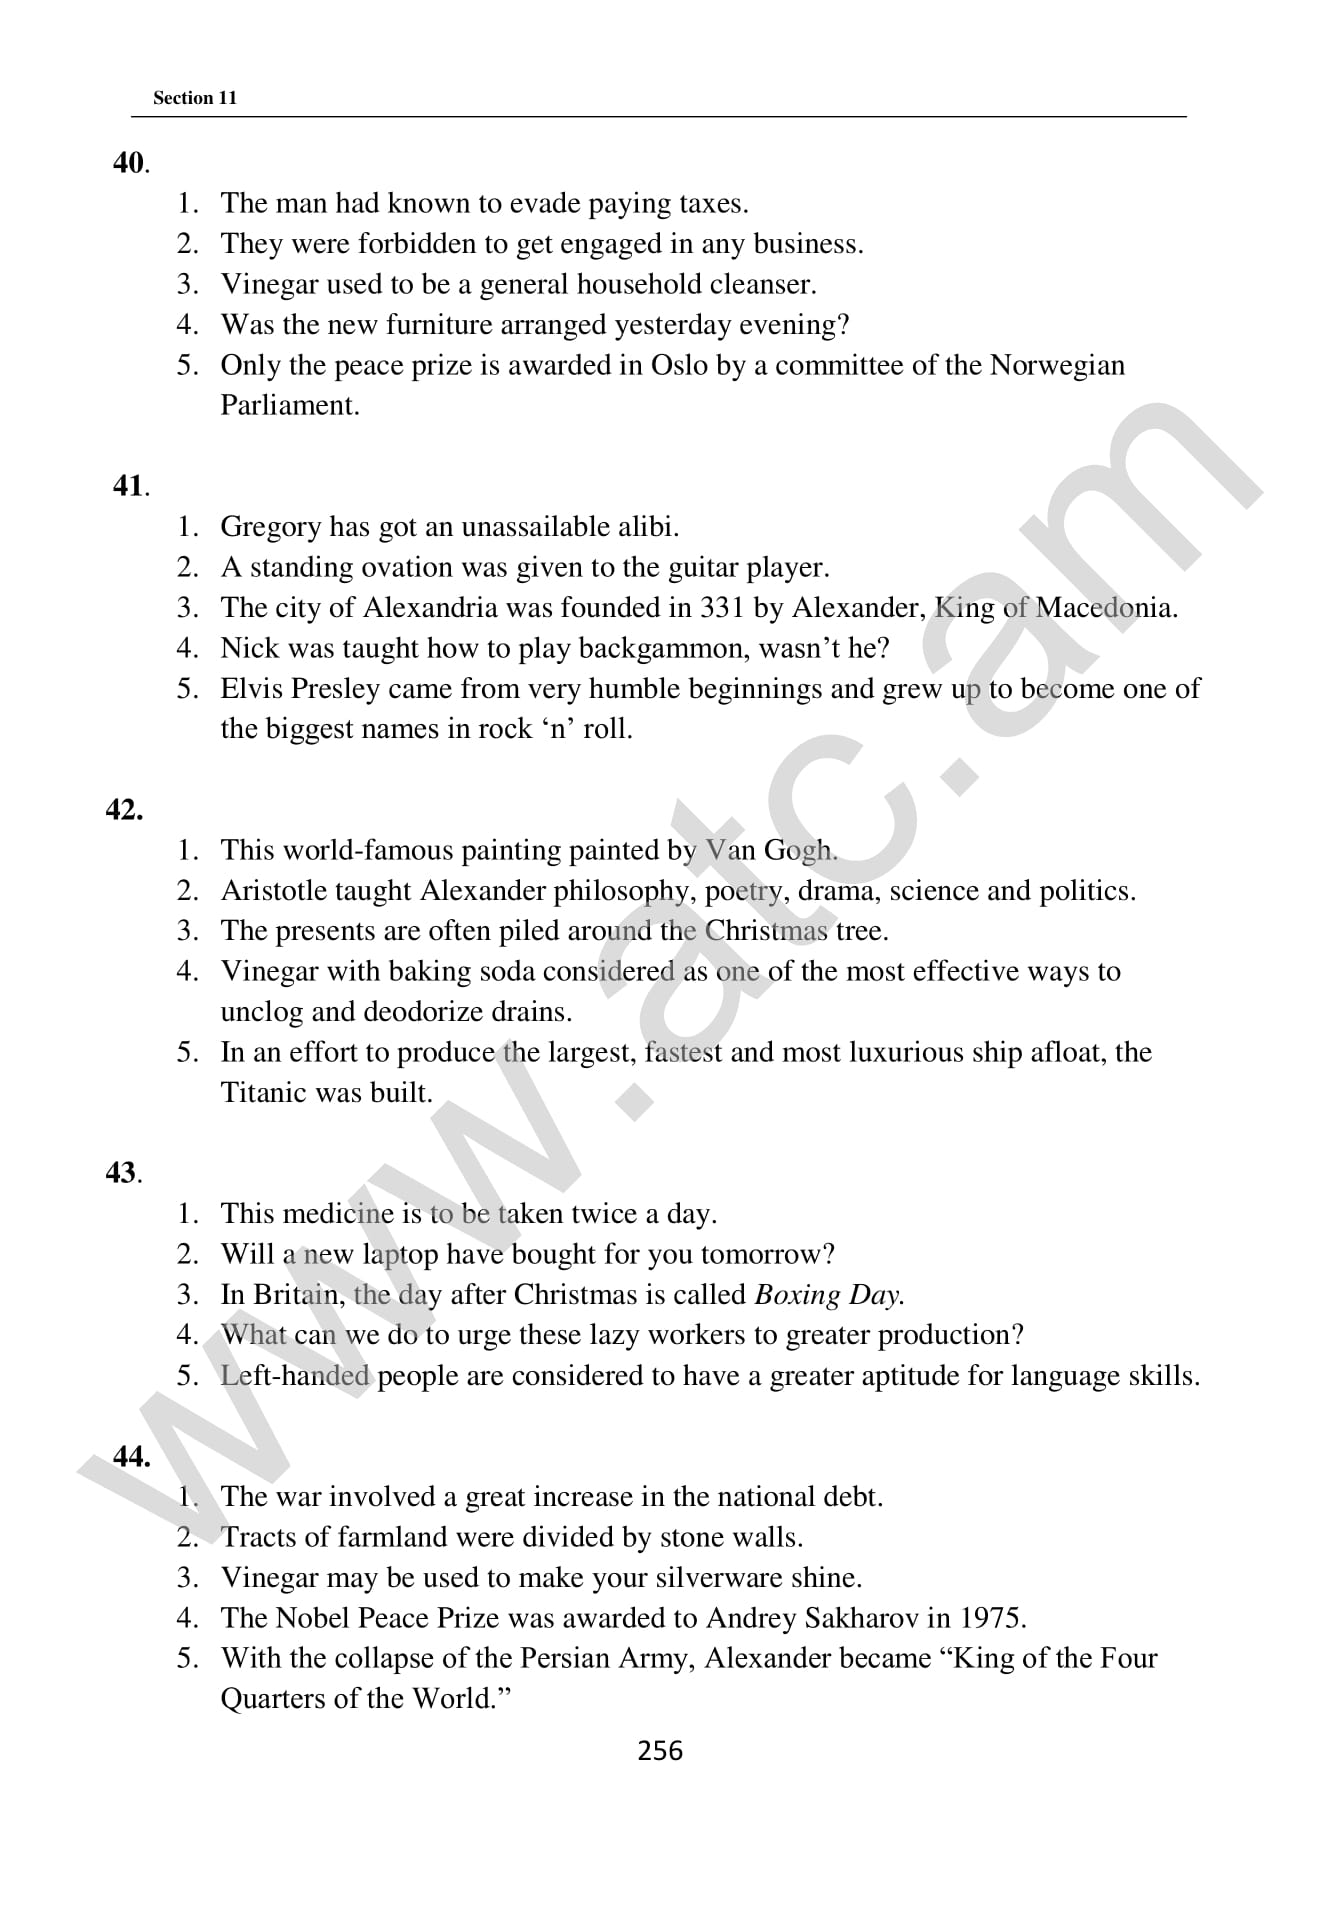 Section 11
40.
1. The man had known to evade paying taxes.
2. They were forbidden to get engaged in any business.
3. Vinegar used to be a general household cleanser.
4. Was the new furniture arranged yesterday evening?
5. Only the peace prize is awarded in Oslo by a committee of the Norwegian
Parliament.
41.
1. Gregory has got an unassailable alibi.
2. A standing ovation was given to the guitar player.
3. The city of Alexandria was founded in 331 by Alexander, King of Macedonia.
4. Nick was taught how to play backgammon, wasn’t he?
5. Elvis Presley came from very humble beginnings and grew up to become one of
the biggest names in rock ‘n’ roll.
42.
1. This world-famous painting painted by Van Gogh.
2. Aristotle taught Alexander philosophy, poetry, drama, science and politics.
3. The presents are often piled around the Christmas tree.
4. Vinegar with baking soda considered as one of the most effective ways to
unclog and deodorize drains.
5. In an effort to produce the largest, fastest and most luxurious ship afloat, the
Titanic was built.
43.
1. This medicine is to be taken twice a day.
2. Will a new laptop have bought for you tomorrow?
3. In Britain, the day after Christmas is called Boxing Day.
4. What can we do to urge these lazy workers to greater production?
5. Left-handed people are considered to have a greater aptitude for language skills.
44.
1. The war involved a great increase in the national debt.
2. Tracts of farmland were divided by stone walls.
3. Vinegar may be used to make your silverware shine.
4. The Nobel Peace Prize was awarded to Andrey Sakharov in 1975.
5. With the collapse of the Persian Army, Alexander became “King of the Four
Quarters of the World.”
256
www.atc.am